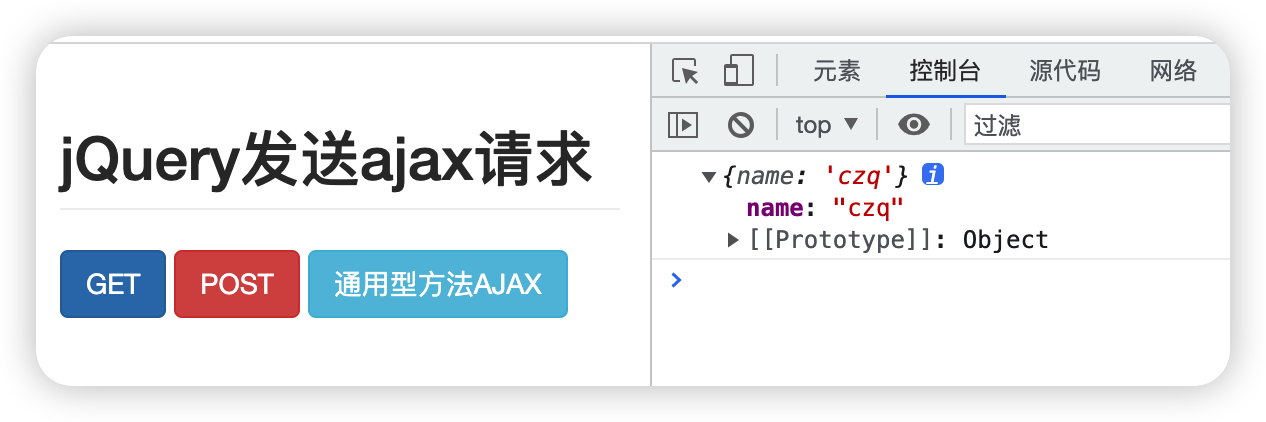 jQuery发送ajax请求
GET POST 通用型方法AJAX
元素 控制台 源代码 网络
top ▼ 过滤
▼{name: 'czq'} i
name: "czq"
▶[[Prototype]]: Object
>